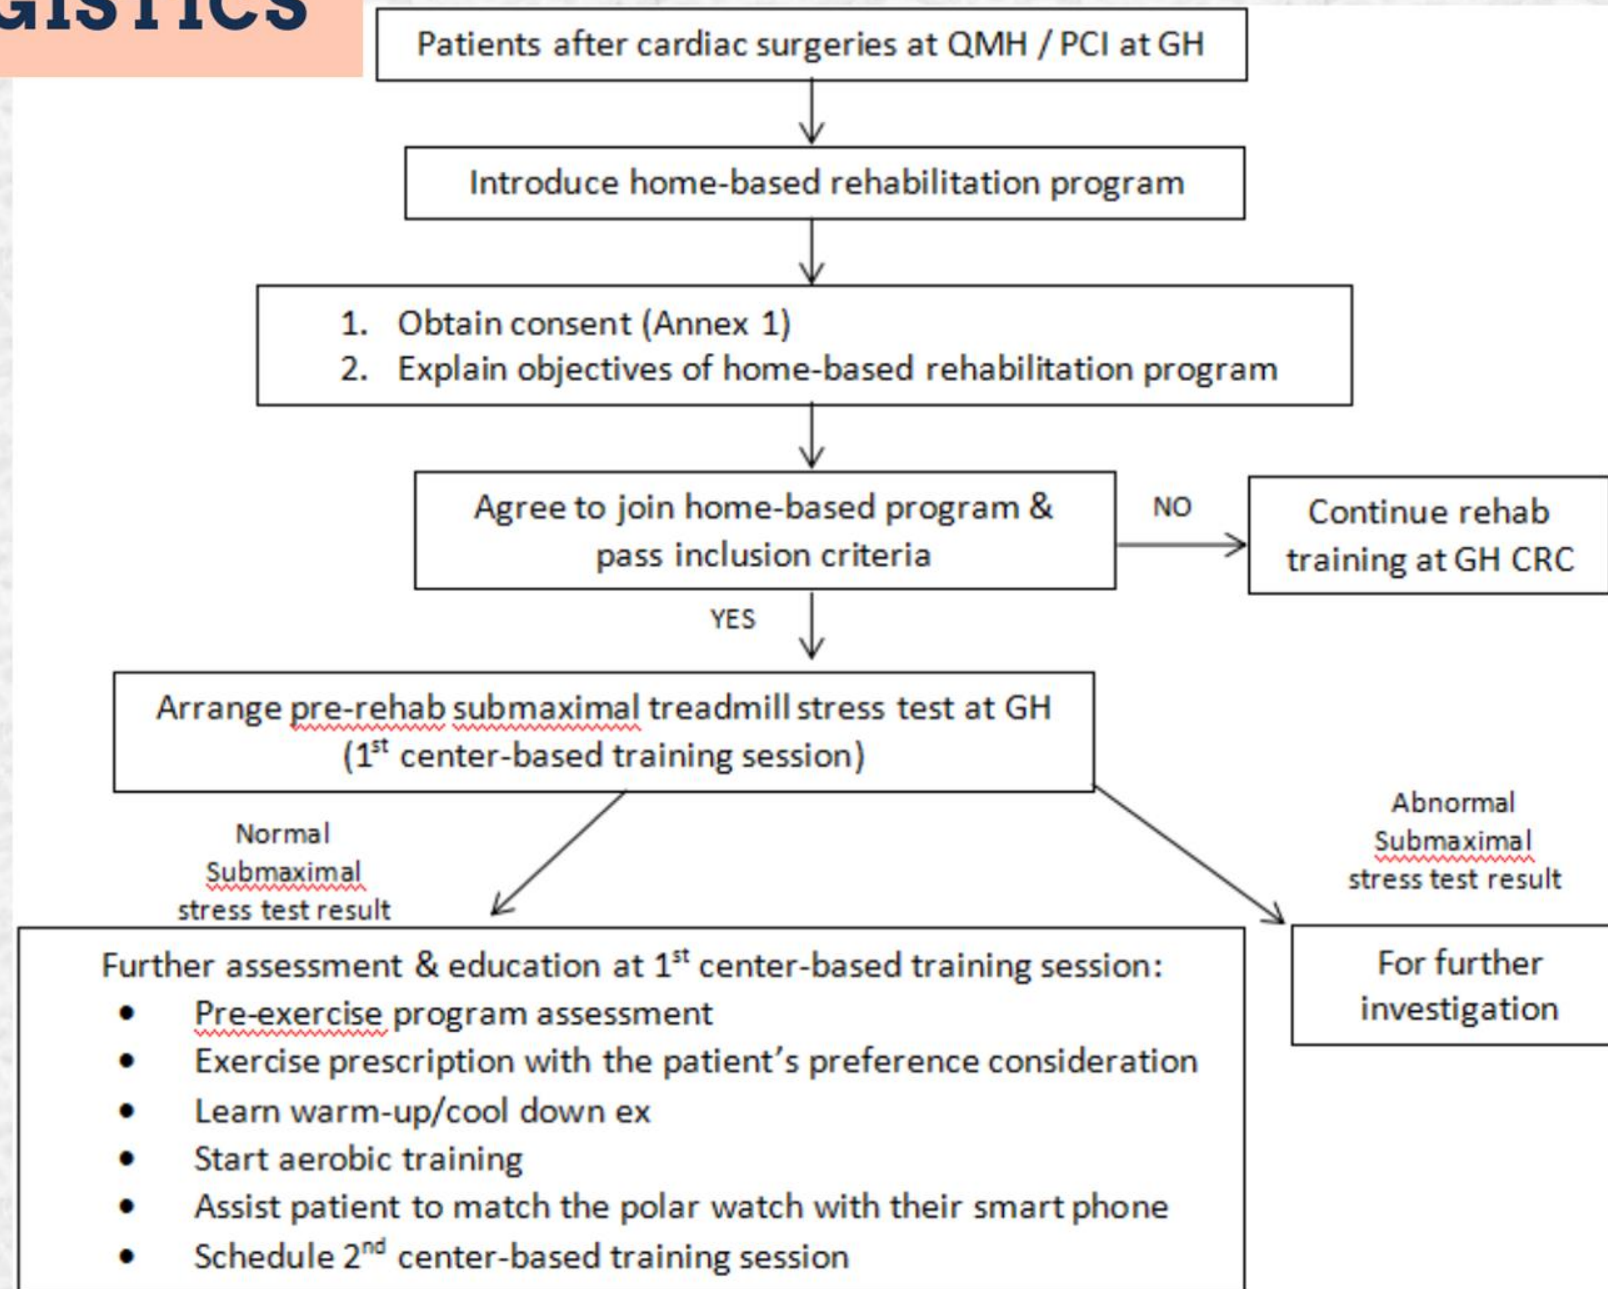 GISTICS
Patients after cardiac surgeries at QMH / PCI at GH
Introduce home-based rehabilitation program
1. Obtain consent (Annex 1)
2. Explain objectives of home-based rehabilitation program
Agree to join home-based program &
pass inclusion criteria
NO
Continue rehab
training at GH CRC
YES
Arrange pre-rehab submaximal treadmill stress test at GH
(1st center-based training session)
Normal
Submaximal
stress test result
Abnormal
Submaximal
stress test result
Further assessment & education at 1st center-based training session:
• Pre-exercise program assessment
• Exercise prescription with the patient's preference consideration
• Learn warm-up/cool down ex
• Start aerobic training
• Assist patient to match the polar watch with their smart phone
• Schedule 2nd center-based training session
For further
investigation